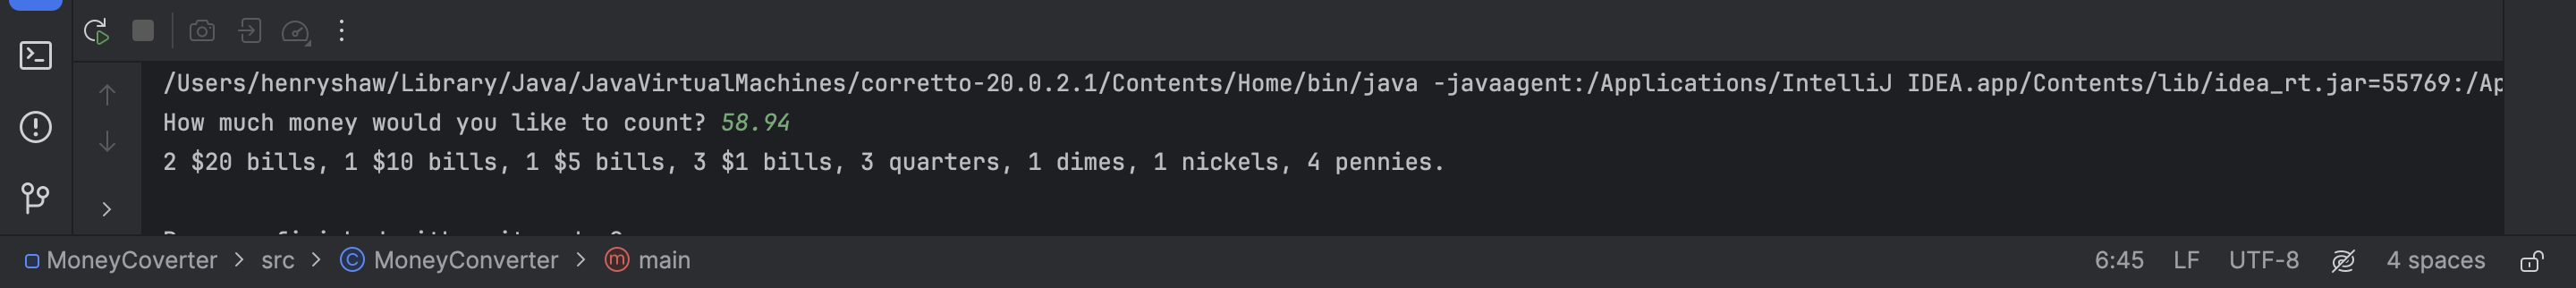 /Users/henryshaw/Library/Java/JavaVirtualMachines/corretto-20.0.2.1/Contents/Home/bin/java -javaagent:/Applications/IntelliJ IDEA.app/Contents/lib/idea_rt.jar=55769:/Ap
How much money would you like to count? 58.94
2 $20 bills, 1 $10 bills, 1 $5 bills, 3 $1 bills, 3 quarters, 1 dimes, 1 nickels, 4 pennies.
MoneyCoverter > src > MoneyConverter > main 6:45 LF UTF-8 4 spaces